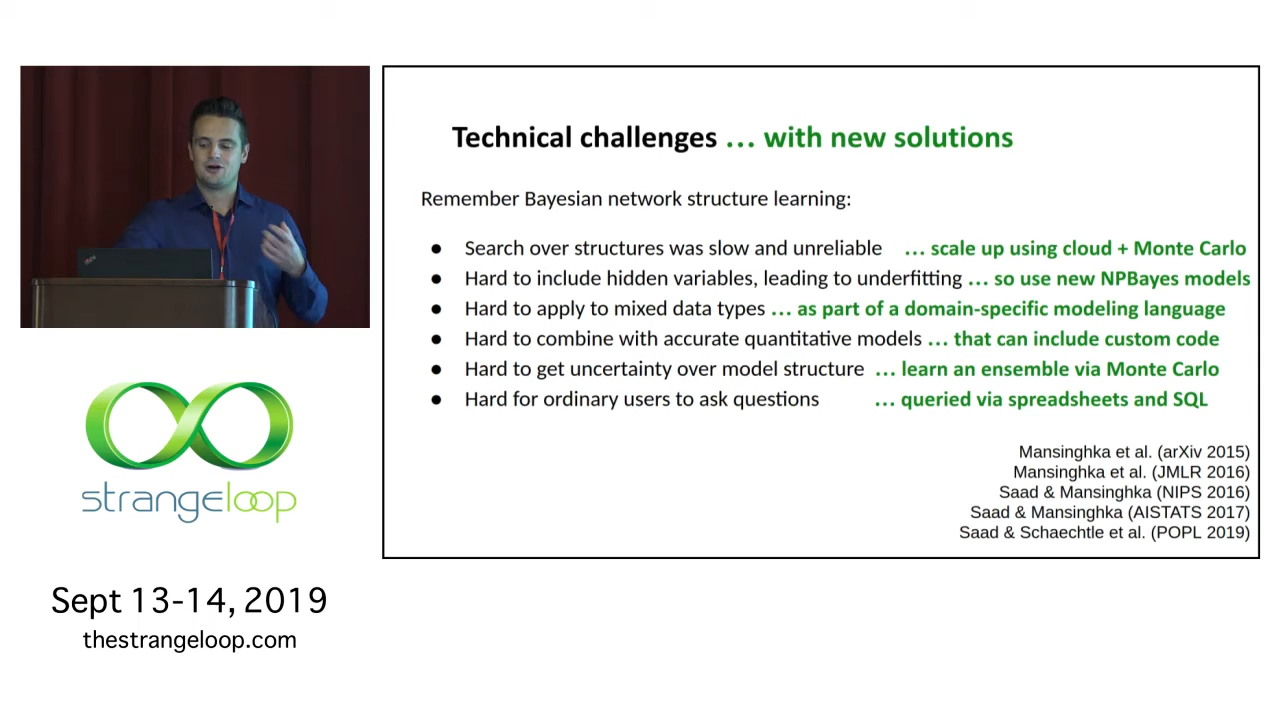 Technical challenges … with new solutions
Remember Bayesian network structure learning:
● Search over structures was slow and unreliable … scale up using cloud + Monte Carlo
● Hard to include hidden variables, leading to underfitting … so use new NPBayes models
● Hard to apply to mixed data types … as part of a domain-specific modeling language
● Hard to combine with accurate quantitative models … that can include custom code
● Hard to get uncertainty over model structure … learn an ensemble via Monte Carlo
● Hard for ordinary users to ask questions … queried via spreadsheets and SQL
Mansinghka et al. (arXiv 2015)
Mansinghka et al. (JMLR 2016)
Saad & Mansinghka (NIPS 2016)
Saad & Mansinghka (AISTATS 2017)
Saad & Schaechtle et al. (POPL 2019)
strangeloop
Sept 13-14, 2019
thestrangeloop.com